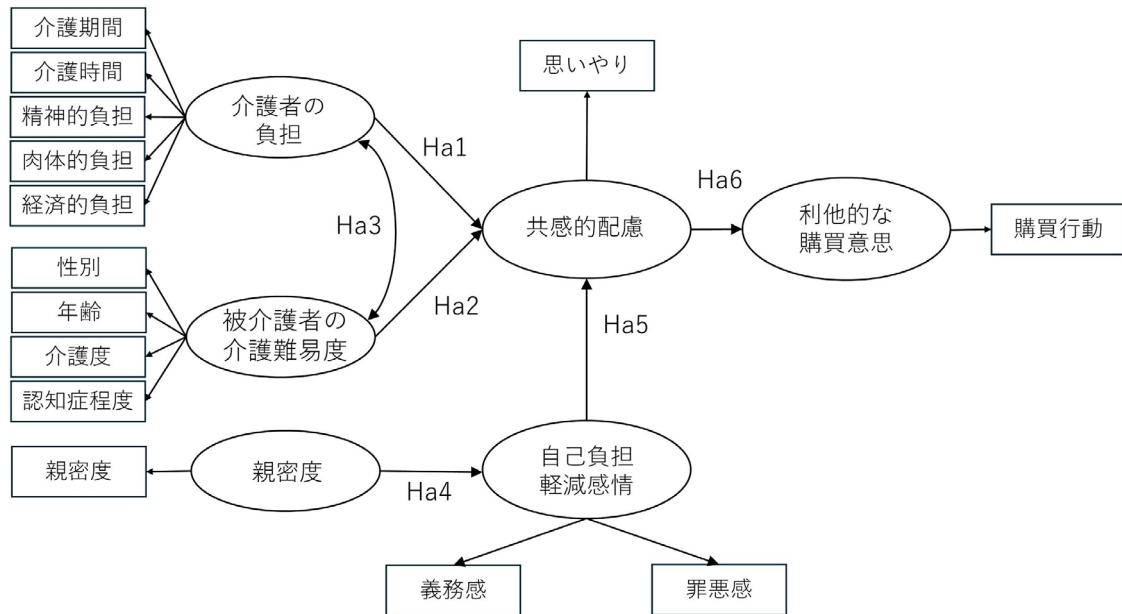 介護期間
介護時間
精神的負担
肉体的負担
経済的負担
介護者の
負担
思いやり
Ha1
Ha3
Ha2
共感的配慮
Ha6
利他的な
購買意思
購買行動
性別
年齢
介護度
認知症程度
被介護者の
介護難易度
Ha5
親密度
親密度
Ha4
自己負担
軽減感情
義務感
罪悪感